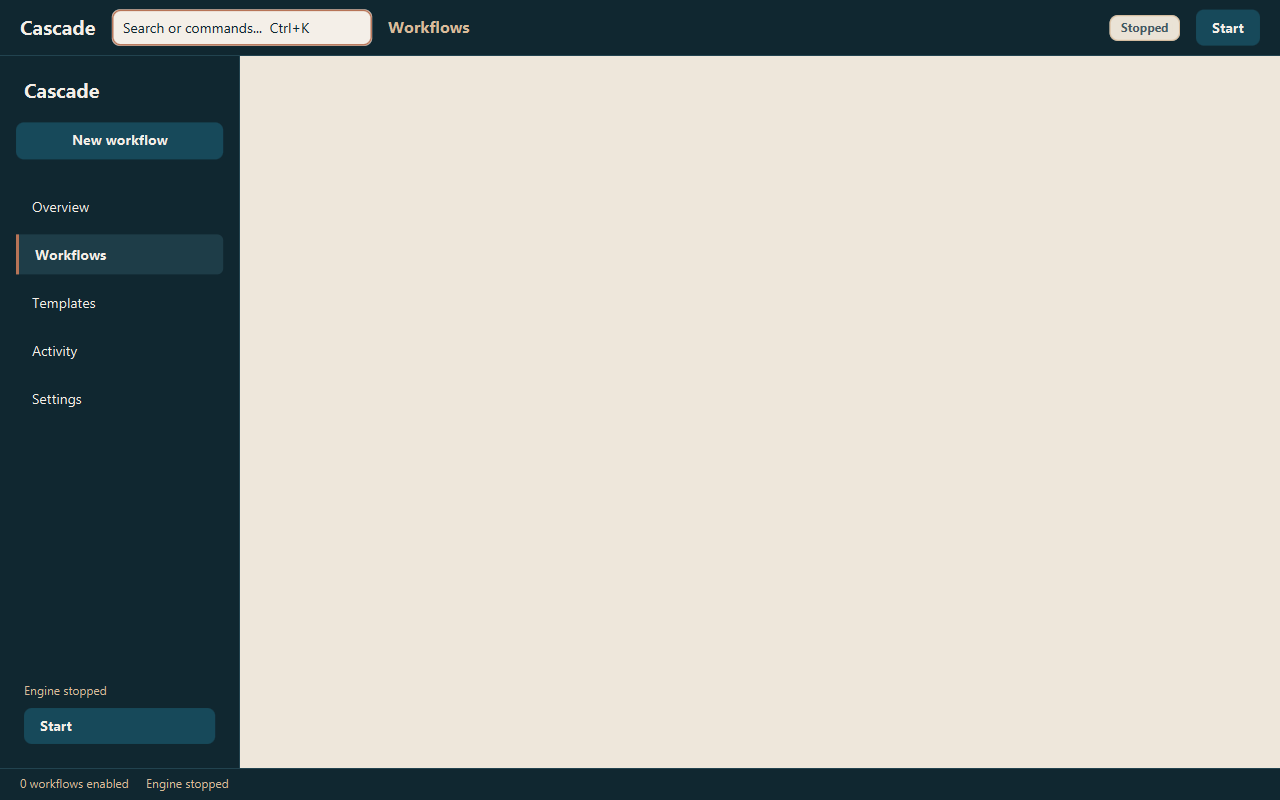 Cascade
Search or commands... Ctrl+K
Workflows
Stopped
Start
Cascade
New workflow
Overview
Workflows
Templates
Activity
Settings
Engine stopped
Start
0 workflows enabled
Engine stopped